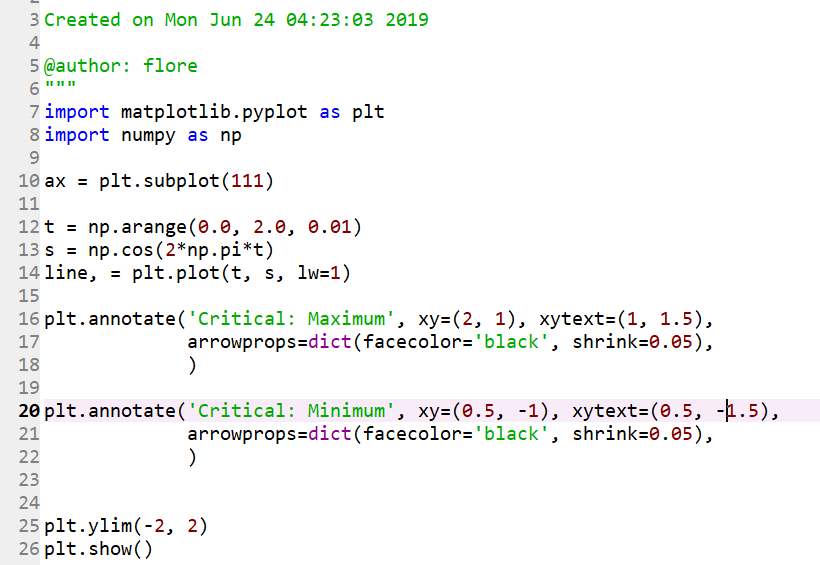 3 Created on Mon Jun 24 04:23:03 2019
4
5 @author: flore
6 """
7 import matplotlib.pyplot as plt
8 import numpy as np
9
10 ax = plt.subplot(111)
11
12 t = np.arange(0.0, 2.0, 0.01)
13 s = np.cos(2*np.pi*t)
14 line, = plt.plot(t, s, lw=1)
15
16 plt.annotate('Critical: Maximum', xy=(2, 1), xytext=(1, 1.5),
17              arrowprops=dict(facecolor='black', shrink=0.05),
18              )
19
20 plt.annotate('Critical: Minimum', xy=(0.5, -1), xytext=(0.5, -1.5),
21              arrowprops=dict(facecolor='black', shrink=0.05),
22              )
23
24
25 plt.ylim(-2, 2)
26 plt.show()